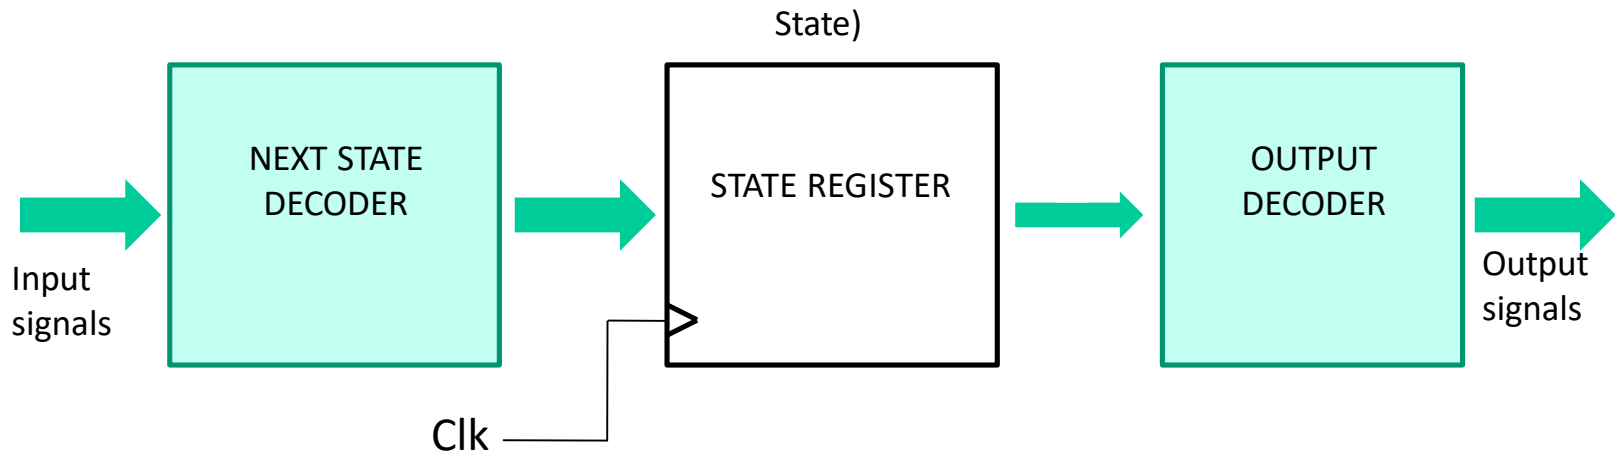 State)
NEXT STATE
DECODER
STATE REGISTER
OUTPUT
DECODER
Input
signals
Output
signals
Clk